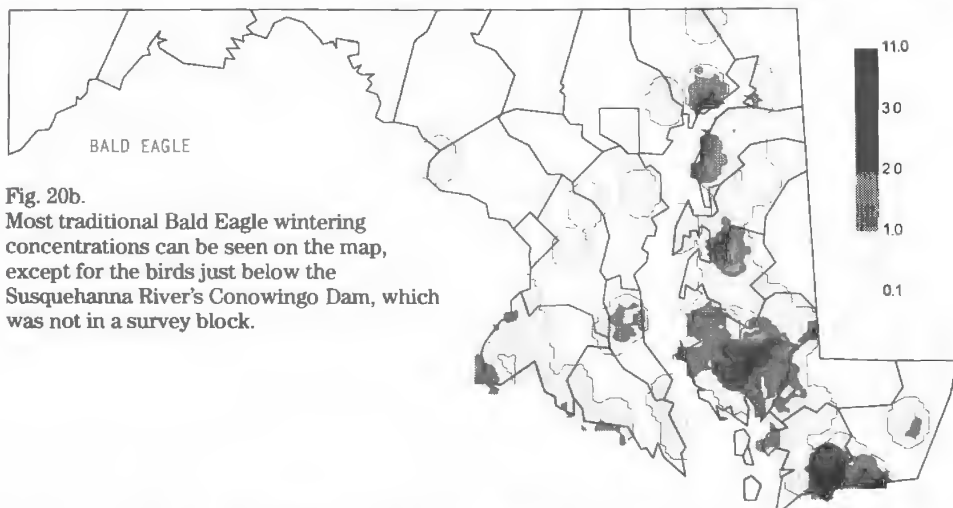 BALD EAGLE
Fig. 20b.
Most traditional Bald Eagle wintering
concentrations can be seen on the map,
except for the birds just below the
Susquehanna River's Conowingo Dam, which
was not in a survey block.
11.0
3.0
2.0
1.0
0.1